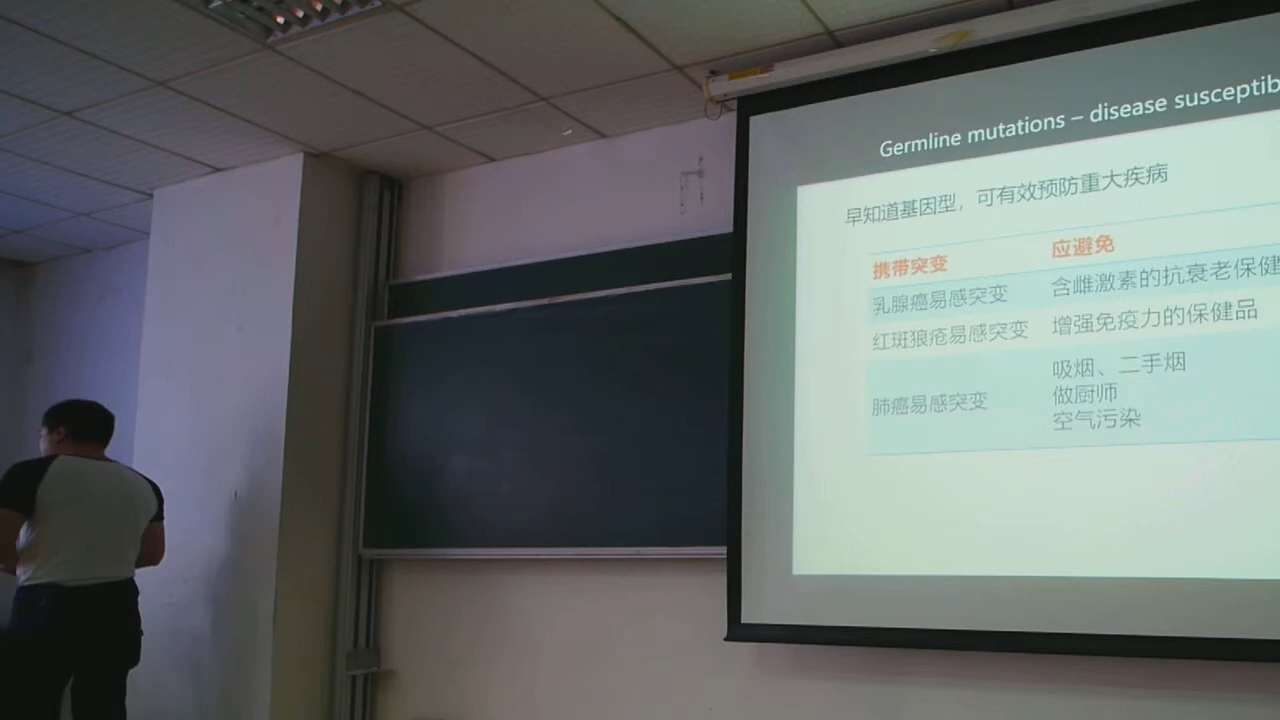 Germline mutations – disease susceptib
早知道基因型，可有效预防重大疾病
携带突变 应避免
乳腺癌易感突变 含雌激素的抗衰老保健
红斑狼疮易感突变 增强免疫力的保健品
肺癌易感突变 吸烟、二手烟
做厨师
空气污染